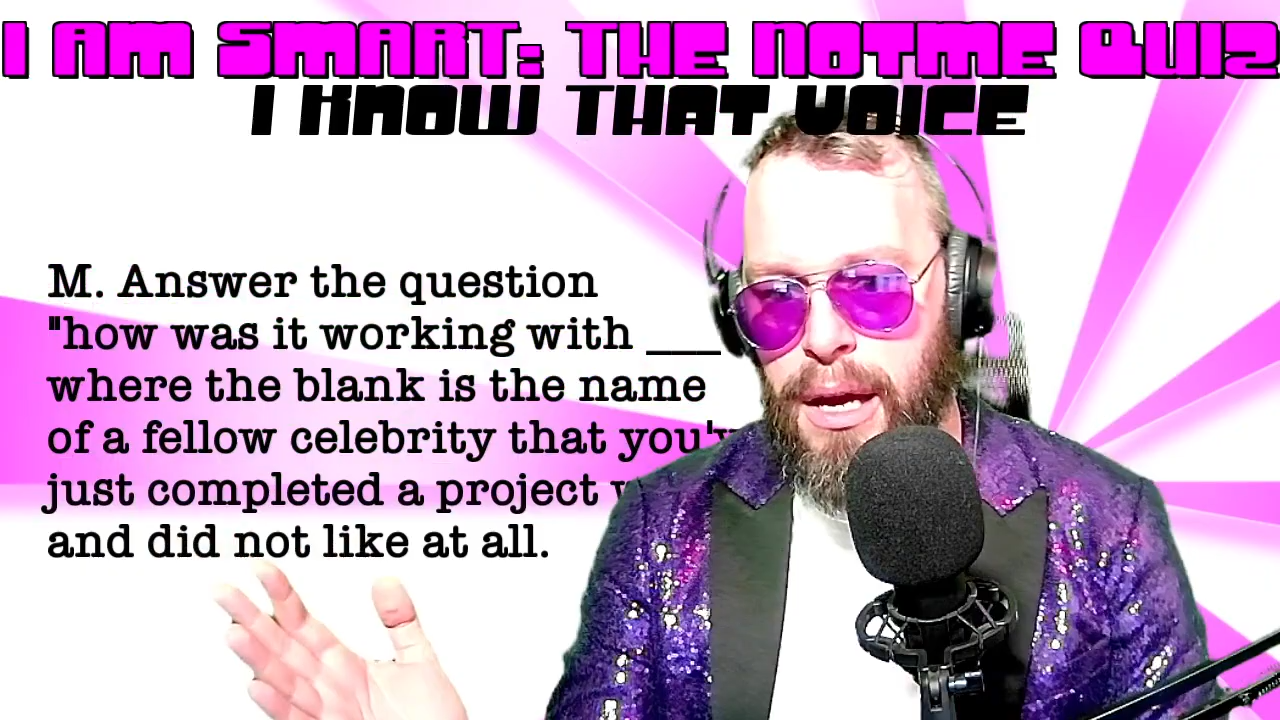 I AM SMART: THE NOTME QUIZ
I KNOW THAT VOICE
M. Answer the question
"how was it working with ___
where the blank is the name
of a fellow celebrity that
just completed a project
and did not like at all.